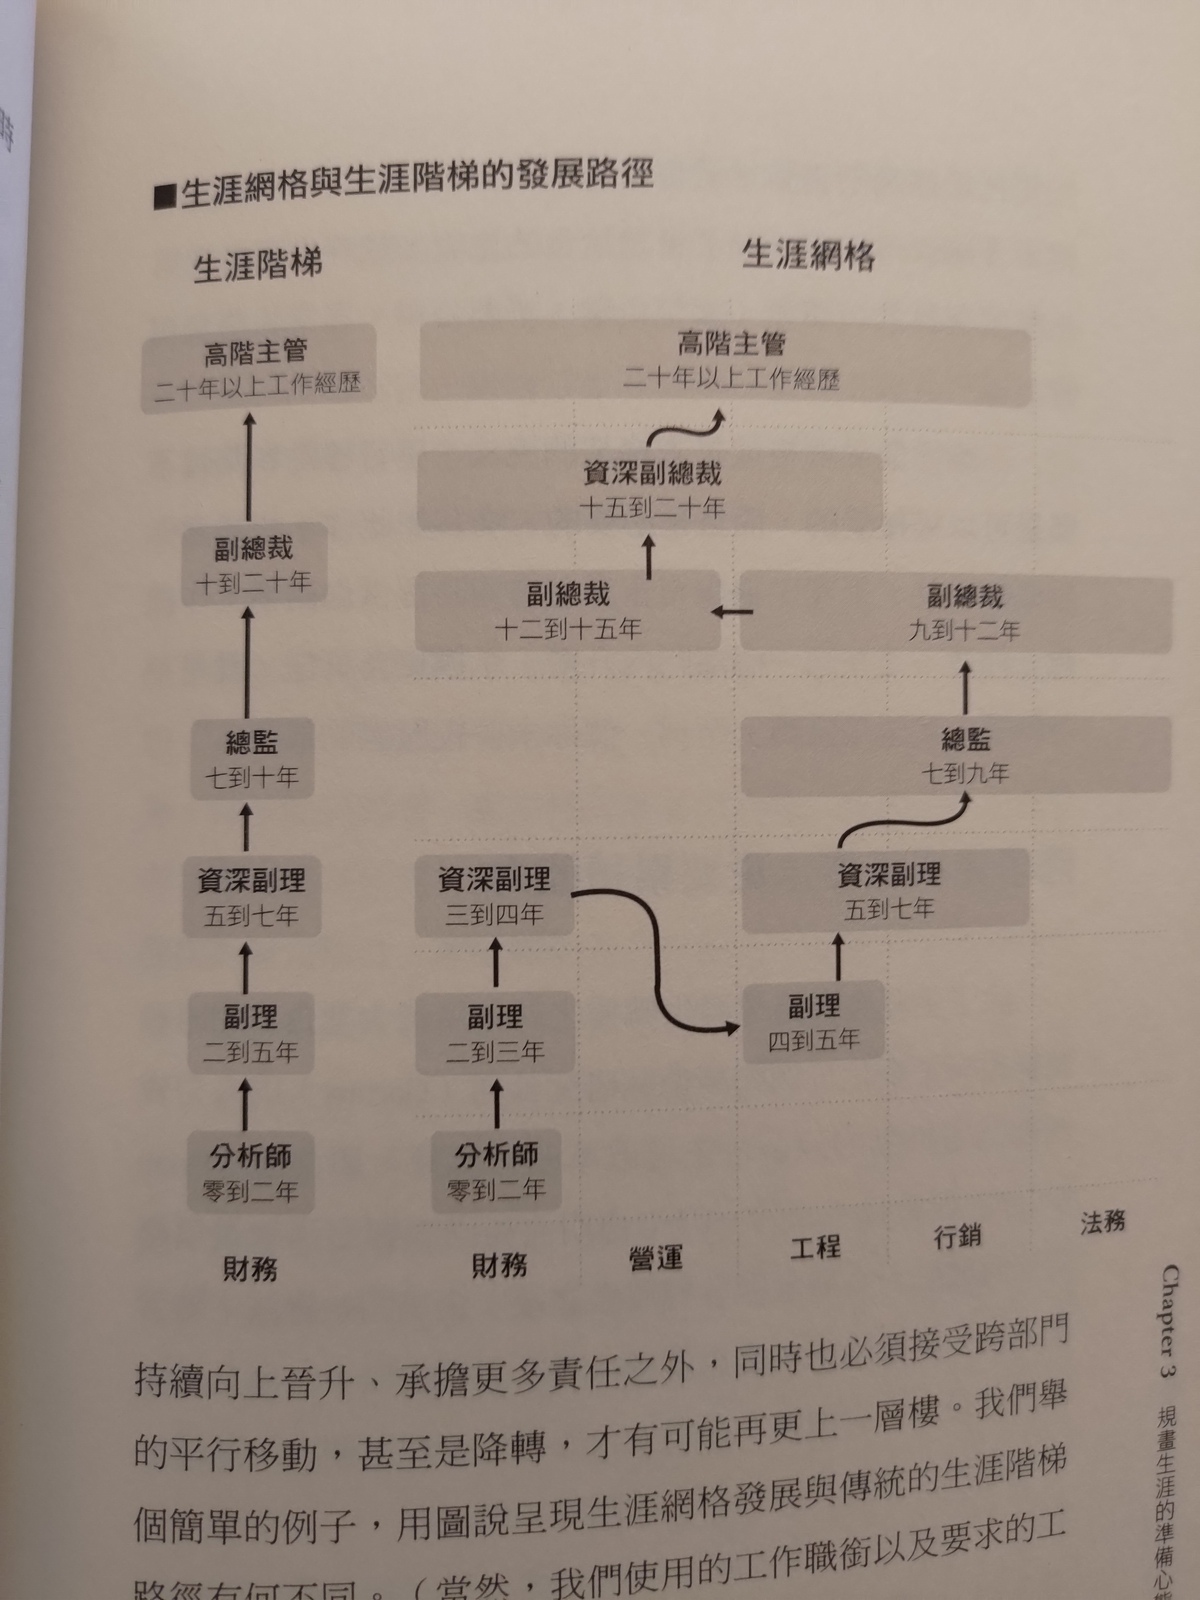 ■生涯網格與生涯階梯的發展路徑
生涯階梯
高階主管
二十年以上工作經歷
副總裁
十到二十年
總監
七到十年
資深副理
五到七年
副理
二到五年
分析師
零到二年
財務
生涯網格
高階主管
二十年以上工作經歷
資深副總裁
十五到二十年
副總裁
十二到十五年
副總裁
九到十二年
總監
七到九年
資深副理
三到四年
資深副理
五到七年
副理
二到三年
副理
四到五年
分析師
零到二年
財務
營運
工程
行銷
法務
持續向上晉升、承擔更多責任之外，同時也必須接受跨部門
的平行移動，甚至是降轉，才有可能再更上一層樓。我們舉
個簡單的例子，用圖說呈現生涯網格發展與傳統的生涯階梯
路徑有何不同。（當然，我們使用的工作職銜以及要求的工
Chapter 3 規畫生涯的準備心態